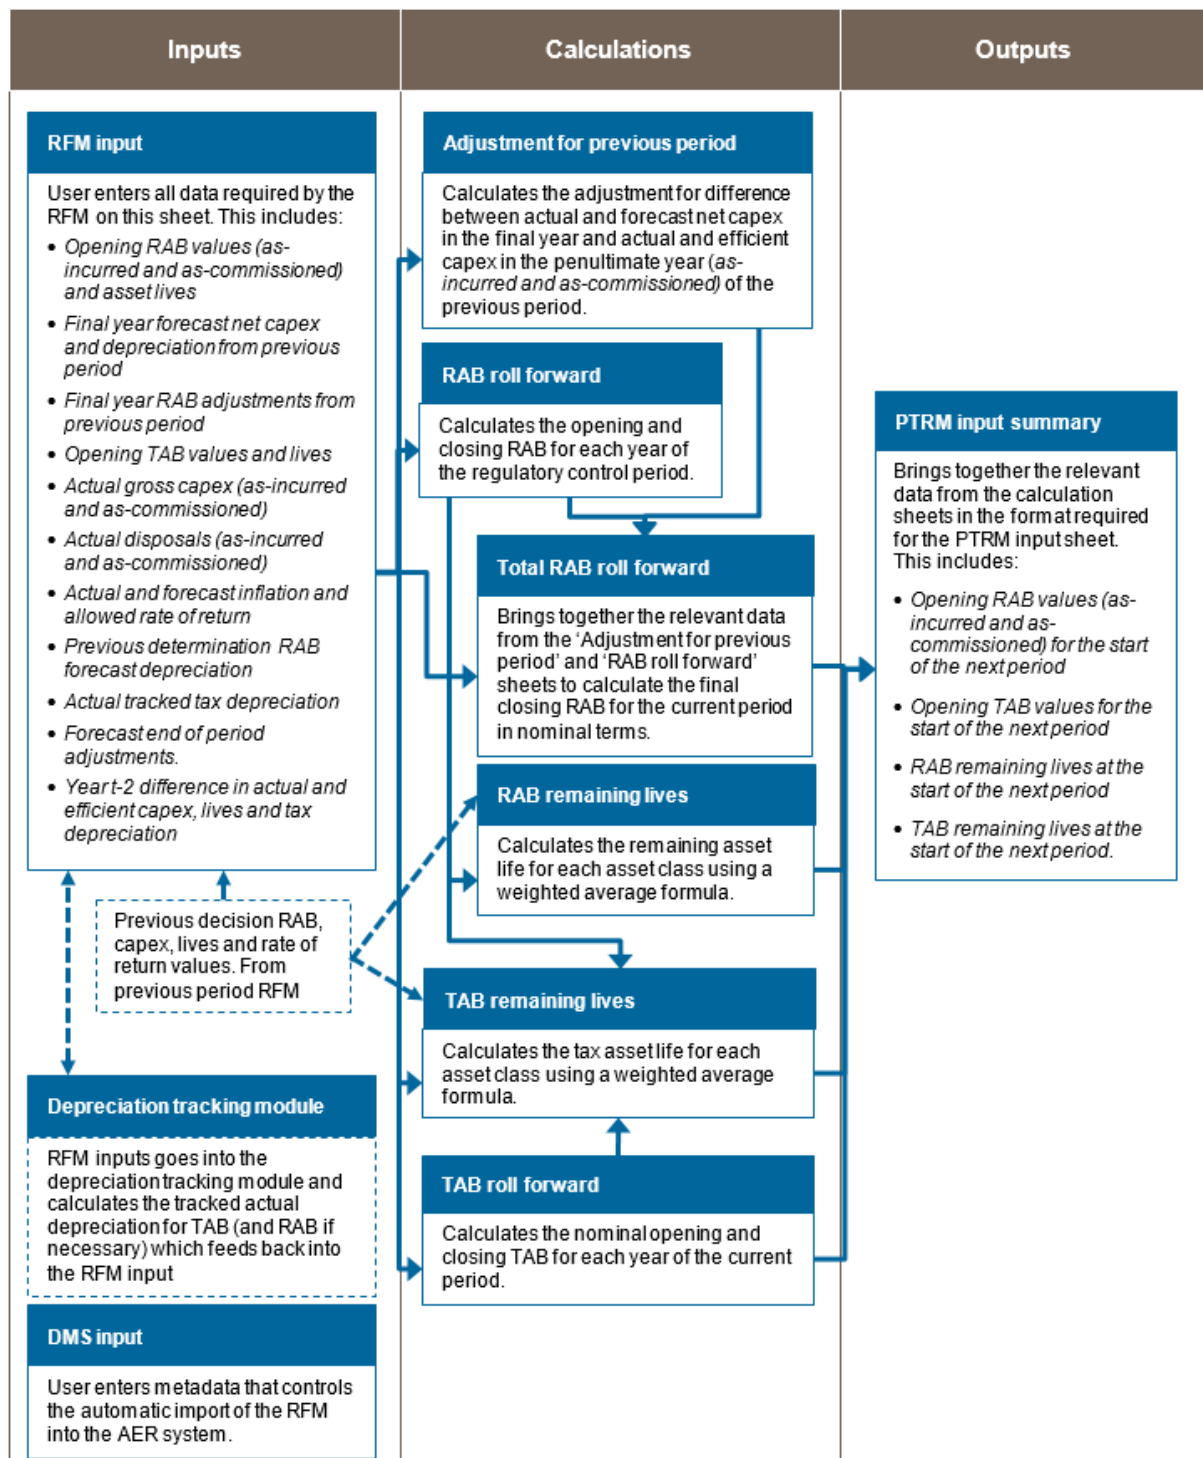 Inputs
Calculations
Outputs
RFM input
User enters all data required by the
RFM on this sheet. This includes:
• Opening RAB values (as-
incurred and as-commissioned)
and asset lives
• Final year forecast net capex
and depreciation from previous
period
• Final year RAB adjustments from
previous period
• Opening TAB values and lives
• Actual gross capex (as-incurred
and as-commissioned)
• Actual disposals (as-incurred
and as-commissioned)
• Actual and forecast inflation and
allowed rate of return
• Previous determination RAB
forecast depreciation
• Actual tracked tax depreciation
• Forecast end of period
adjustments.
• Year t-2 difference in actual and
efficient capex, lives and tax
depreciation
Previous decision RAB,
capex, lives and rate of
return values. From
previous period RFM
Depreciation tracking module
RFM inputs goes into the
depreciation tracking module and
calculates the tracked actual
depreciation for TAB (and RAB if
necessary) which feeds back into
the RFM input
DMS input
User enters metadata that controls
the automatic import of the RFM
into the AER system.
Adjustment for previous period
Calculates the adjustment for difference
between actual and forecast net capex
in the final year and actual and efficient
capex in the penultimate year (as-
incurred and as-commissioned) of the
previous period.
RAB roll forward
Calculates the opening and
closing RAB for each year of
the regulatory control period.
Total RAB roll forward
Brings together the relevant data
from the ‘Adjustment for previous
period’ and ‘RAB roll forward’
sheets to calculate the final
closing RAB for the current period
in nominal terms.
RAB remaining lives
Calculates the remaining asset
life for each asset class using a
weighted average formula.
TAB remaining lives
Calculates the tax asset life for each
asset class using a weighted average
formula.
TAB roll forward
Calculates the nominal opening and
closing TAB for each year of the current
period.
PTRM input summary
Brings together the relevant
data from the calculation
sheets in the format required
for the PTRM input sheet.
This includes:
• Opening RAB values (as-
incurred and as-
commissioned) for the start
of the next period
• Opening TAB values for the
start of the next period
• RAB remaining lives at the
start of the next period
• TAB remaining lives at the
start of the next period.